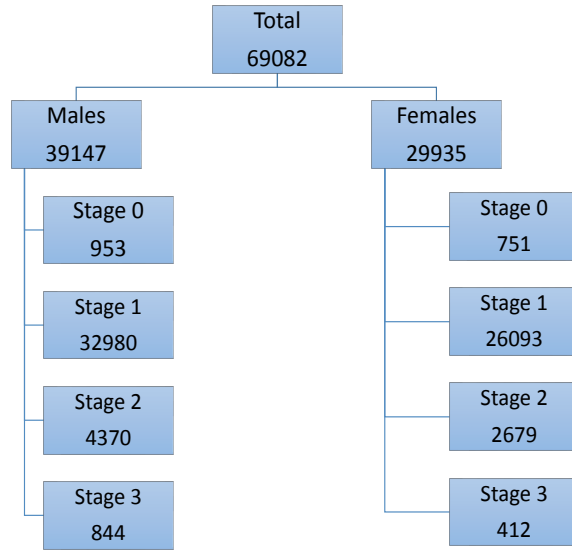 Total
69082
Males
39147
Females
29935
Stage 0
953
Stage 1
32980
Stage 2
4370
Stage 3
844
Stage 0
751
Stage 1
26093
Stage 2
2679
Stage 3
412